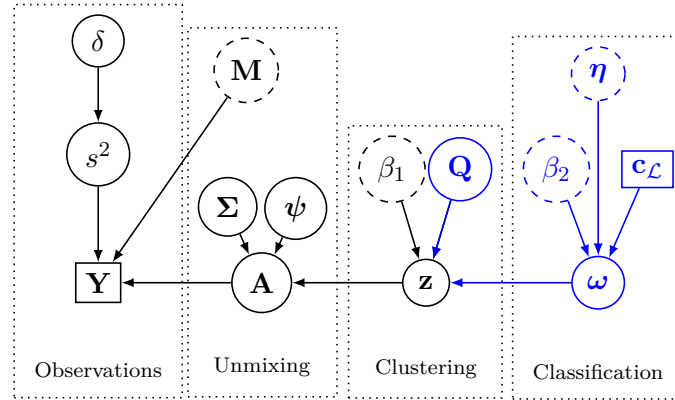 δ
M
η
s²
β₁
Q
β₂
c_ℒ
Σ
ψ
Y
A
z
ω
Observations
Unmixing
Clustering
Classification